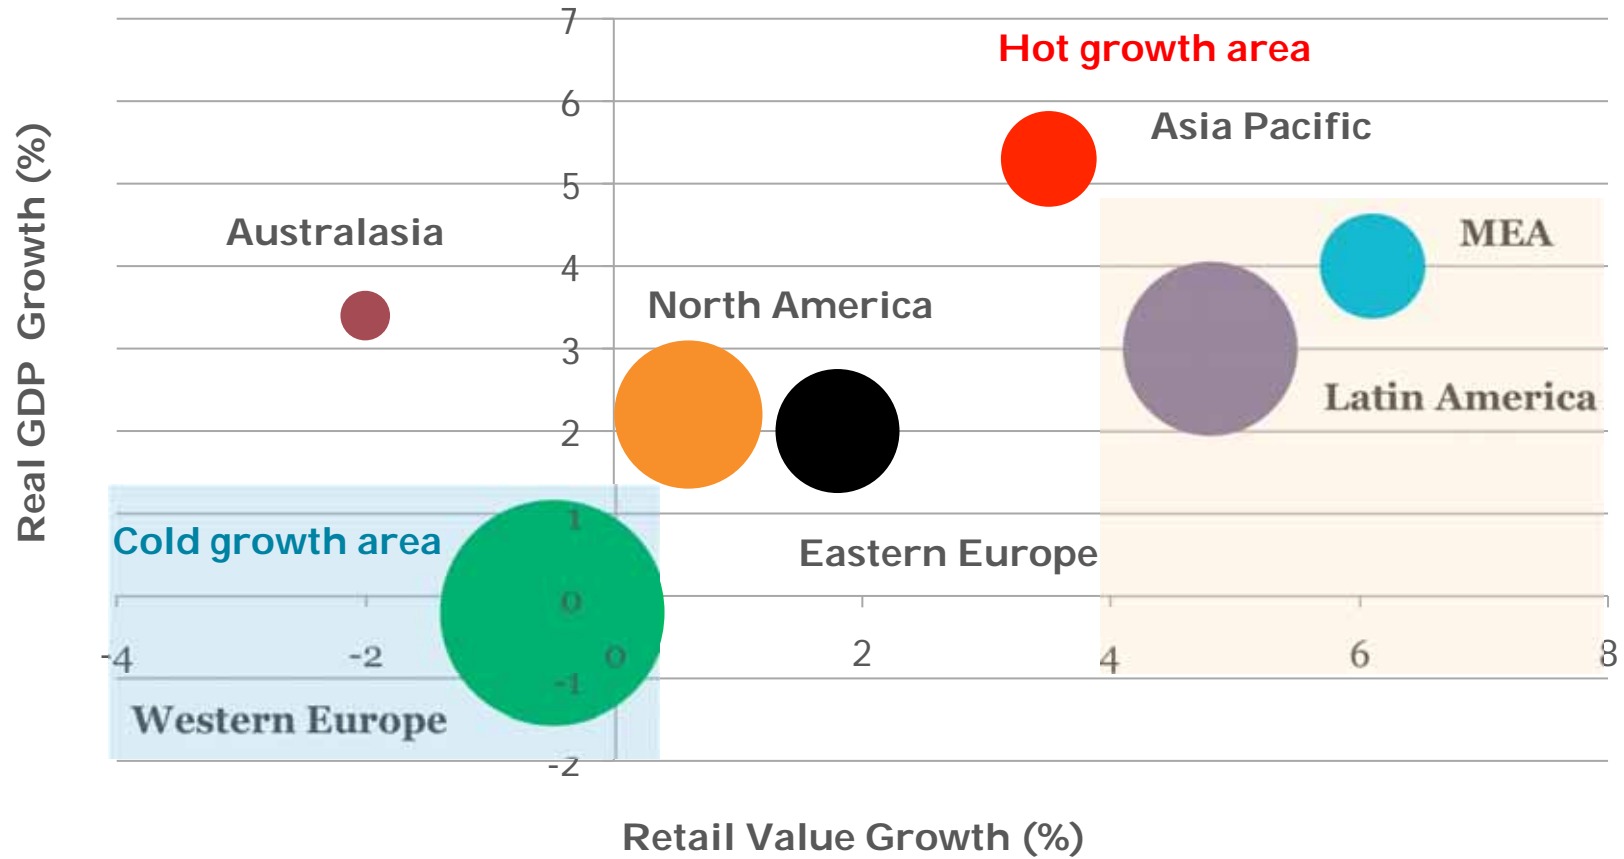 7
Hot growth area
6
Asia Pacific
5
Australasia
MEA
4
North America
3
Latin America
2
1
Cold growth area
Eastern Europe
0
-4
-2
0
2
4
6
8
-1
Western Europe
-2
Real GDP Growth (%)
Retail Value Growth (%)